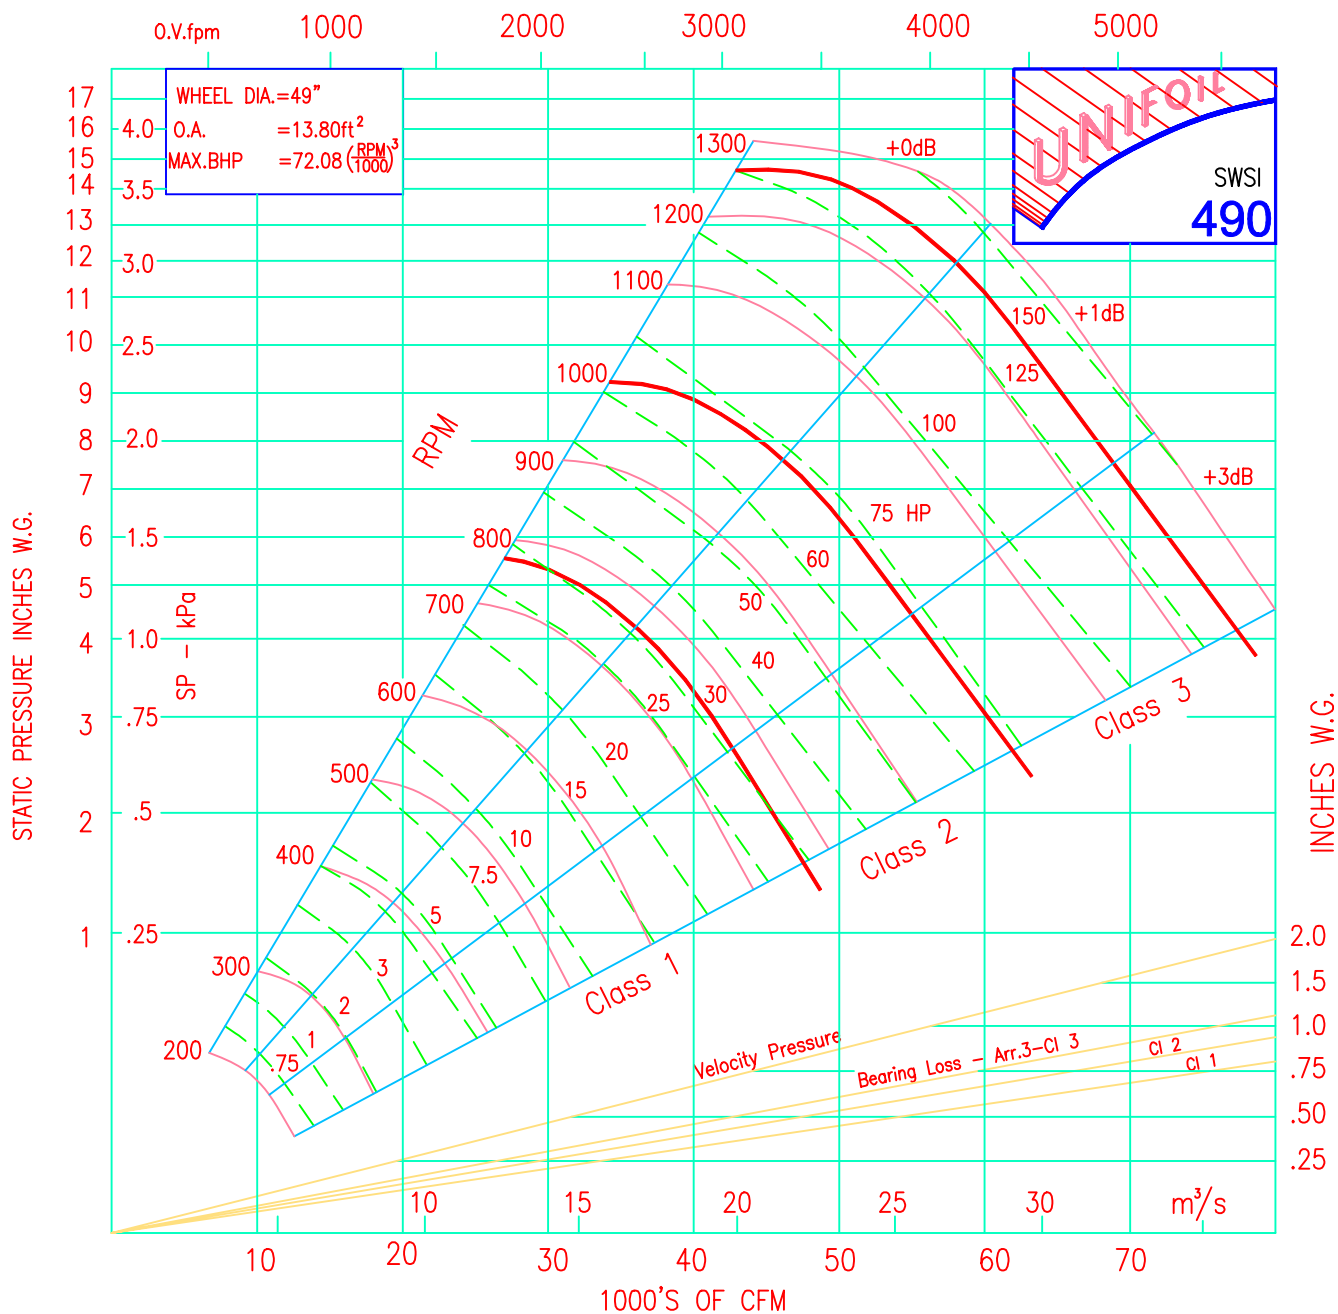 O.V.fpm 1000 2000 3000 4000 5000
WHEEL DIA.=49"
O.A. =13.80ft²
MAX.BHP =72.08(RPM/1000)³
UNIFOIL
SWSI
490
17
16
15
14
13
12
11
10
9
8
7
6
5
4
3
2
1
STATIC PRESSURE INCHES W.G.
4.0
3.5
3.0
2.5
2.0
1.5
1.0
.75
.5
.25
SP - kPa
RPM
1300
1200
1100
1000
900
800
700
600
500
400
300
200
+0dB
+1dB
+3dB
150
125
100
75 HP
60
50
40
30
25
20
15
10
7.5
5
3
2
1
.75
Class 3
Class 2
Class 1
Velocity Pressure
Bearing Loss - Arr.3-Cl 3
Cl 2
Cl 1
INCHES W.G.
2.0
1.5
1.0
.75
.50
.25
10 15 20 25 30 m³/s
10 20 30 40 50 60 70
1000'S OF CFM